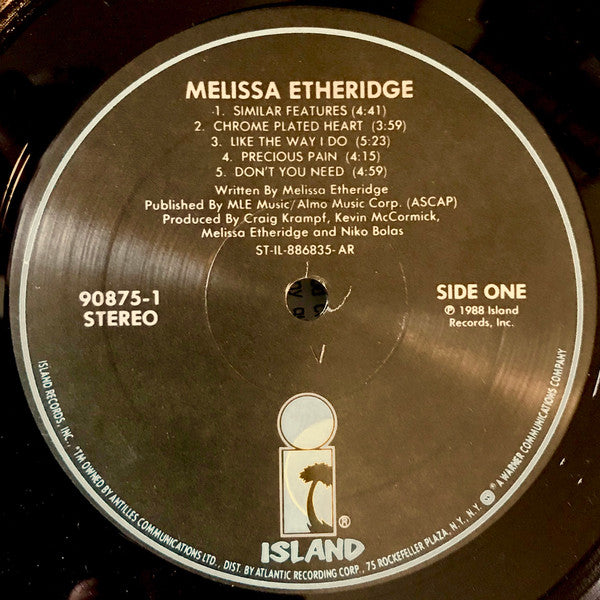 MELISSA ETHERIDGE
1. SIMILAR FEATURES (4:41)
2. CHROME PLATED HEART (3:59)
3. LIKE THE WAY I DO (5:23)
4. PRECIOUS PAIN (4:15)
5. DON'T YOU NEED (4:59)
Written By Melissa Etheridge
Published By MLE Music/Almo Music Corp. (ASCAP)
Produced By Craig Krampf, Kevin McCormick,
Melissa Etheridge and Niko Bolas
ST-IL-886835-AR
90875-1
STEREO
SIDE ONE
℗ 1988 Island
Records, Inc.
i ®
ISLAND
ISLAND RECORDS, INC., *TM OWNED BY ANTILLES COMMUNICATIONS LTD., DIST. BY ATLANTIC RECORDING CORP., 75 ROCKEFELLER PLAZA, N.Y., N.Y. ® A WARNER COMMUNICATIONS COMPANY